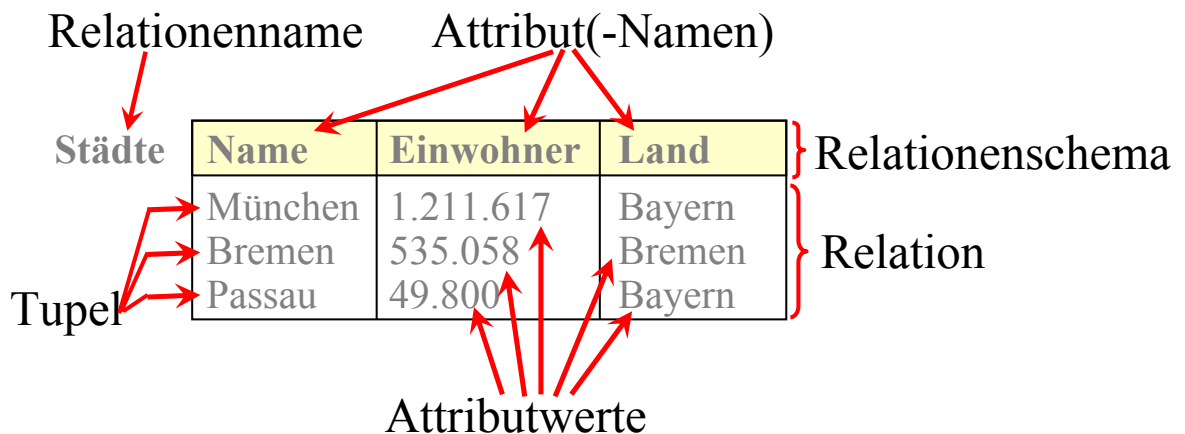 Relationenname Attribut(-Namen)
Städte Name Einwohner Land Relationenschema
München 1.211.617 Bayern
Bremen 535.058 Bremen Relation
Passau 49.800 Bayern
Tupel
Attributwerte